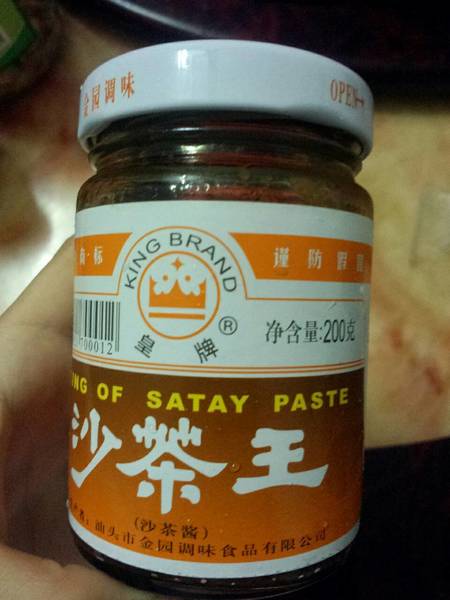 金园调味
OPEN
商·标
KING BRAND
谨防假冒
皇牌®
净含量:200克
700012
KING OF SATAY PASTE
沙茶王
(沙茶酱)
汕头市金园调味食品有限公司